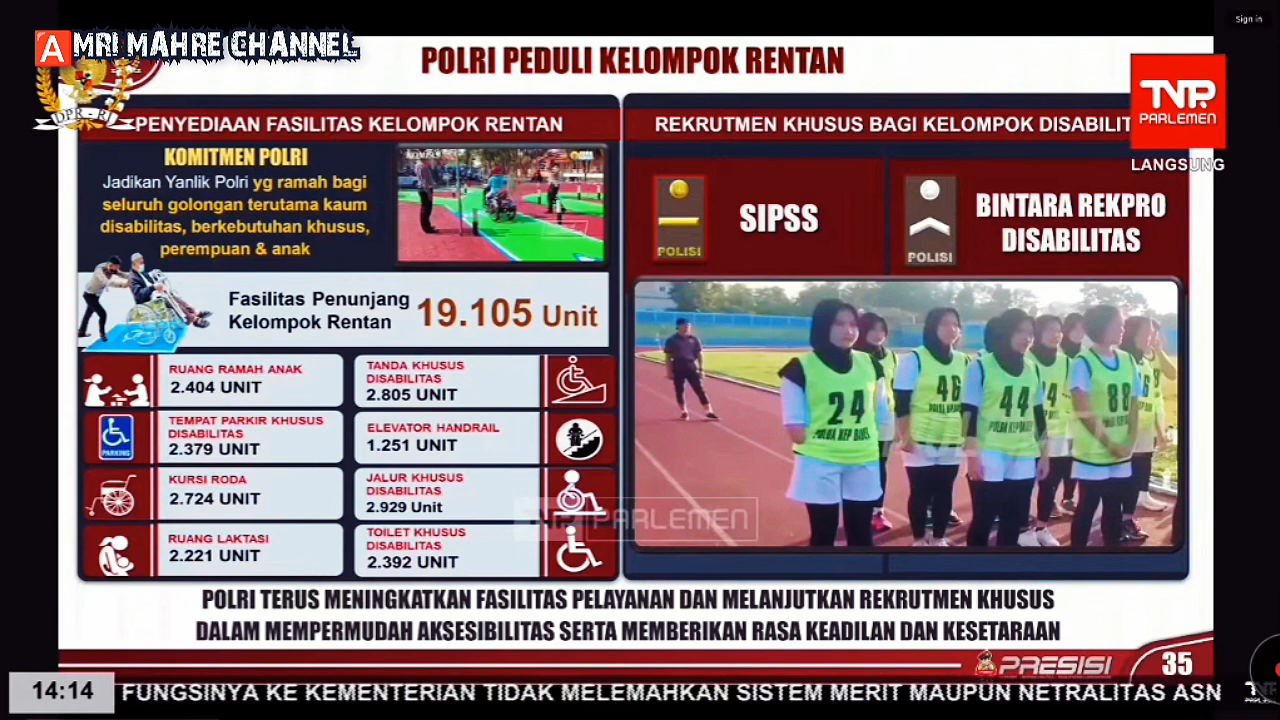 Sign in
A MRI MAHRE CHANNEL
POLRI PEDULI KELOMPOK RENTAN
DPR-RI
TVR
PARLEMEN
LANGSUNG
PENYEDIAAN FASILITAS KELOMPOK RENTAN
REKRUTMEN KHUSUS BAGI KELOMPOK DISABILIT
KOMITMEN POLRI
Jadikan Yanlik Polri yg ramah bagi
seluruh golongan terutama kaum
disabilitas, berkebutuhan khusus,
perempuan & anak
POLISI
SIPSS
POLISI
BINTARA REKPRO
DISABILITAS
Fasilitas Penunjang
Kelompok Rentan
19.105 Unit
RUANG RAMAH ANAK
2.404 UNIT
TANDA KHUSUS
DISABILITAS
2.805 UNIT
PARKING
TEMPAT PARKIR KHUSUS
DISABILITAS
2.379 UNIT
ELEVATOR HANDRAIL
1.251 UNIT
KURSI RODA
2.724 UNIT
JALUR KHUSUS
DISABILITAS
2.929 Unit
RUANG LAKTASI
2.221 UNIT
TOILET KHUSUS
DISABILITAS
2.392 UNIT
24
46
44
88
PARLEMEN
POLRI TERUS MENINGKATKAN FASILITAS PELAYANAN DAN MELANJUTKAN REKRUTMEN KHUSUS
DALAM MEMPERMUDAH AKSESIBILITAS SERTA MEMBERIKAN RASA KEADILAN DAN KESETARAAN
PRESISI
35
14:14
FUNGSINYA KE KEMENTERIAN TIDAK MELEMAHKAN SISTEM MERIT MAUPUN NETRALITAS ASN